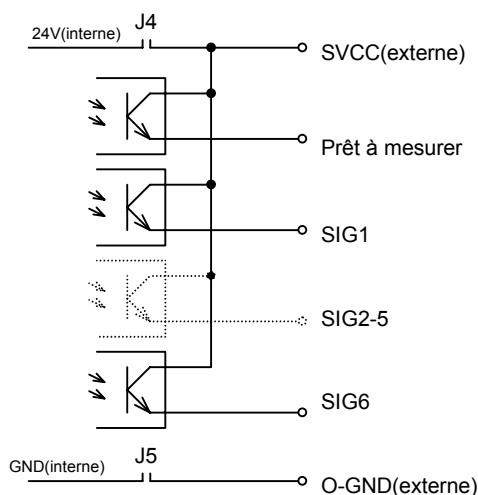 J4
24V(interne)
SVCC(externe)
Prêt à mesurer
SIG1
SIG2-5
SIG6
J5
GND(interne)
O-GND(externe)